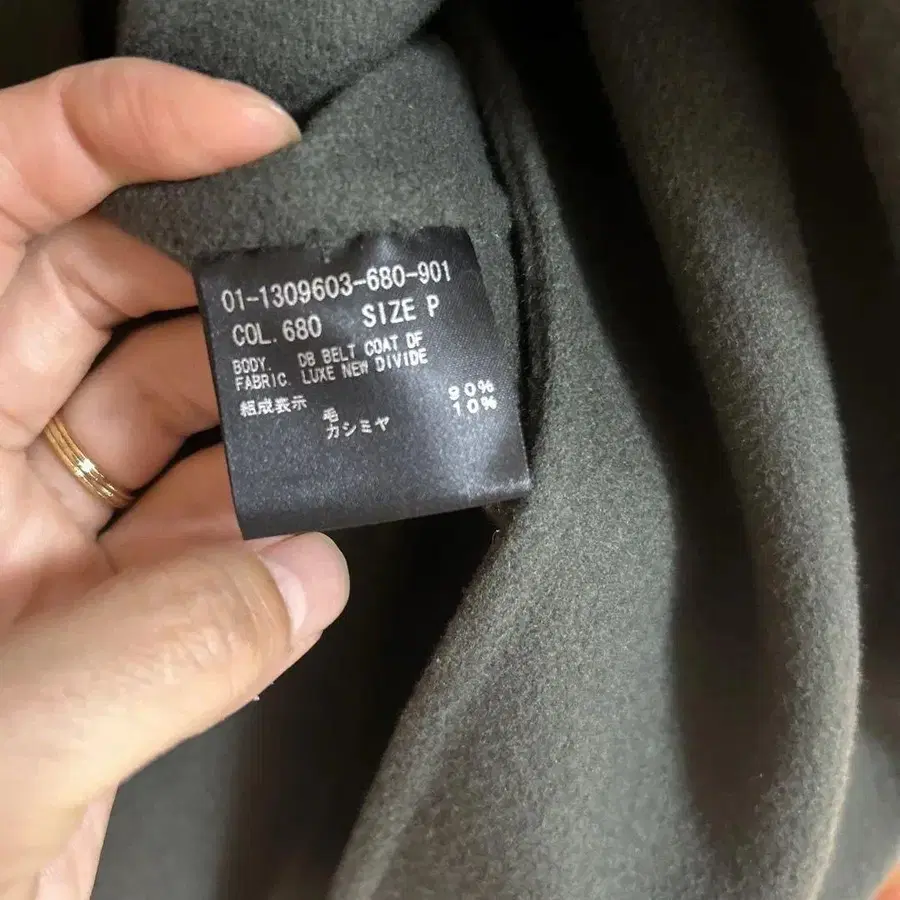 01-1309603-680-901
COL. 680 SIZE P
BODY. DB BELT COAT DF
FABRIC. LUXE NEW DIVIDE
組成表示 毛 90%
カシミヤ 10%